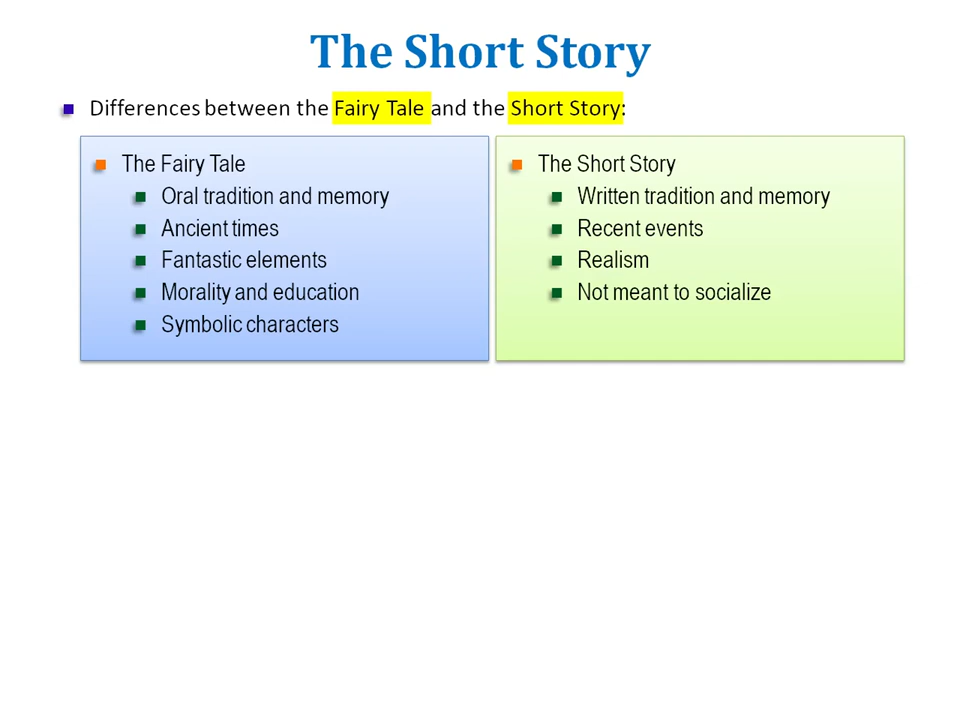 The Short Story
Differences between the Fairy Tale and the Short Story:
The Fairy Tale
Oral tradition and memory
Ancient times
Fantastic elements
Morality and education
Symbolic characters
The Short Story
Written tradition and memory
Recent events
Realism
Not meant to socialize